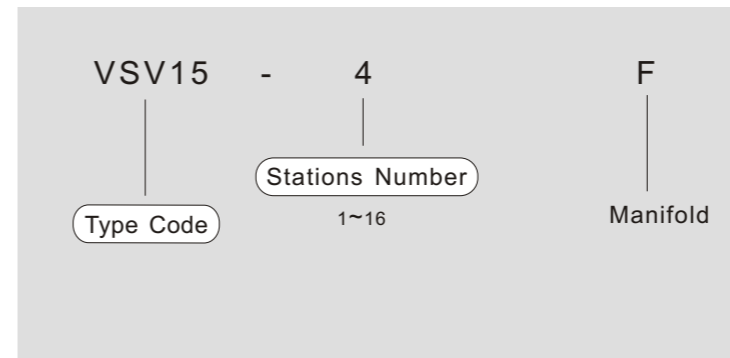 VSV15 - 4 F
Stations Number
Type Code
1~16
Manifold